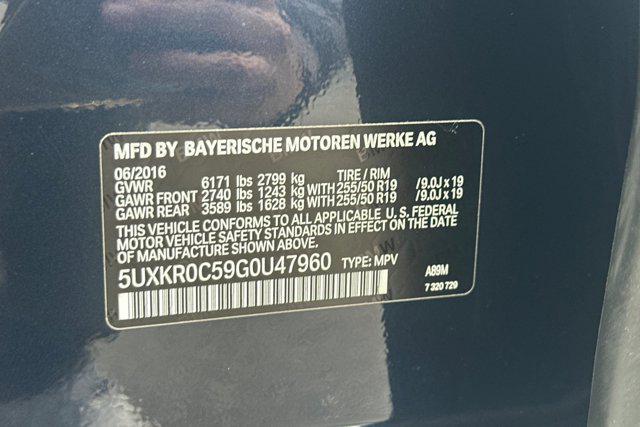 MFD BY BAYERISCHE MOTOREN WERKE AG
06/2016 TIRE / RIM
GVWR 6171 lbs 2799 kg
GAWR FRONT 2740 lbs 1243 kg WITH 255/50 R19 /9.0J x 19
GAWR REAR 3589 lbs 1628 kg WITH 255/50 R19 /9.0J x 19
THIS VEHICLE CONFORMS TO ALL APPLICABLE U. S. FEDERAL
MOTOR VEHICLE SAFETY STANDARDS IN EFFECT ON THE DATE
OF MANUFACTURE SHOWN ABOVE.
5UXKR0C59G0U47960 TYPE: MPV
A89M
7 320 729